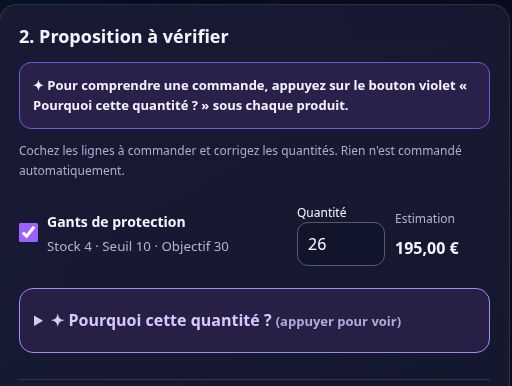 2. Proposition à vérifier
✦ Pour comprendre une commande, appuyez sur le bouton violet «
Pourquoi cette quantité ? » sous chaque produit.
Cochez les lignes à commander et corrigez les quantités. Rien n'est commandé
automatiquement.
Gants de protection
Stock 4 · Seuil 10 · Objectif 30
Quantité
26
Estimation
195,00 €
▶ ✦ Pourquoi cette quantité ? (appuyer pour voir)